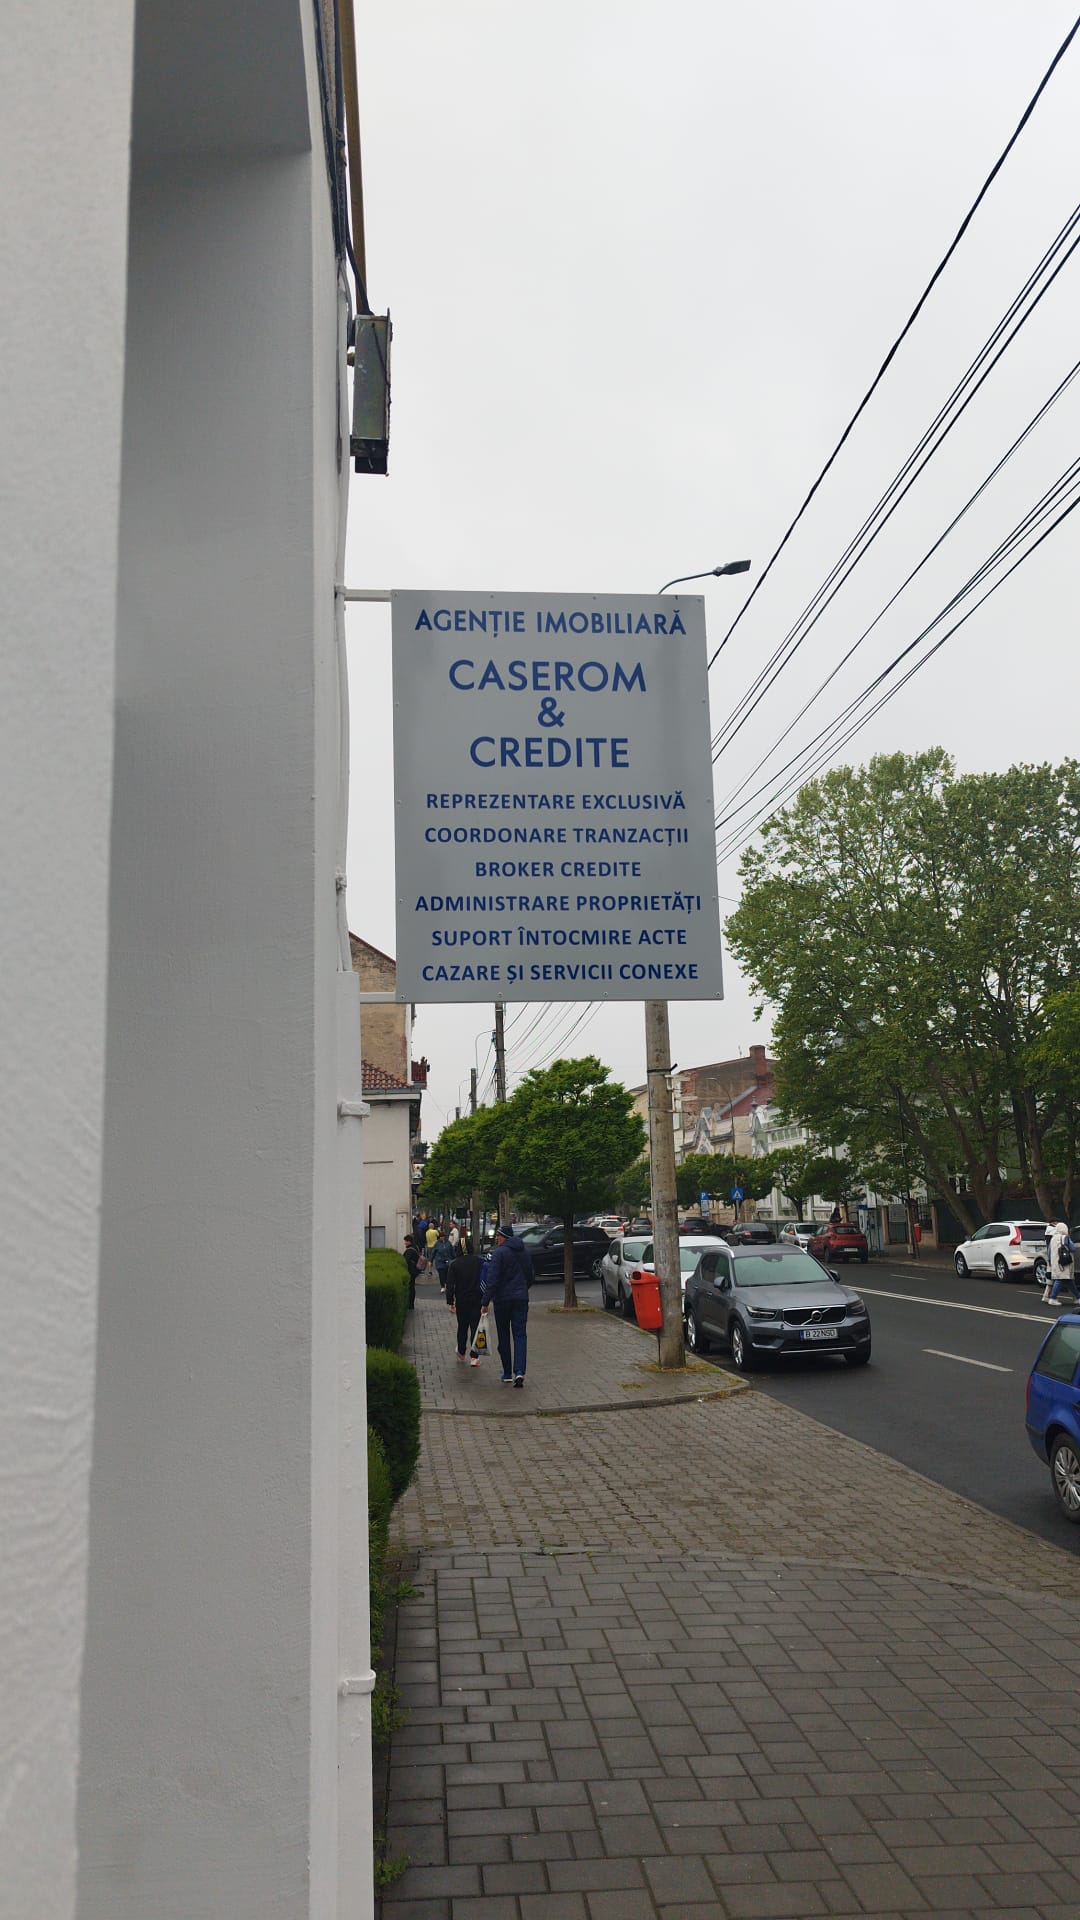 AGENȚIE IMOBILIARĂ
CASEROM
&
CREDITE
REPREZENTARE EXCLUSIVĂ
COORDONARE TRANZACȚII
BROKER CREDITE
ADMINISTRARE PROPRIETĂȚI
SUPORT ÎNTOCMIRE ACTE
CAZARE ȘI SERVICII CONEXE
P